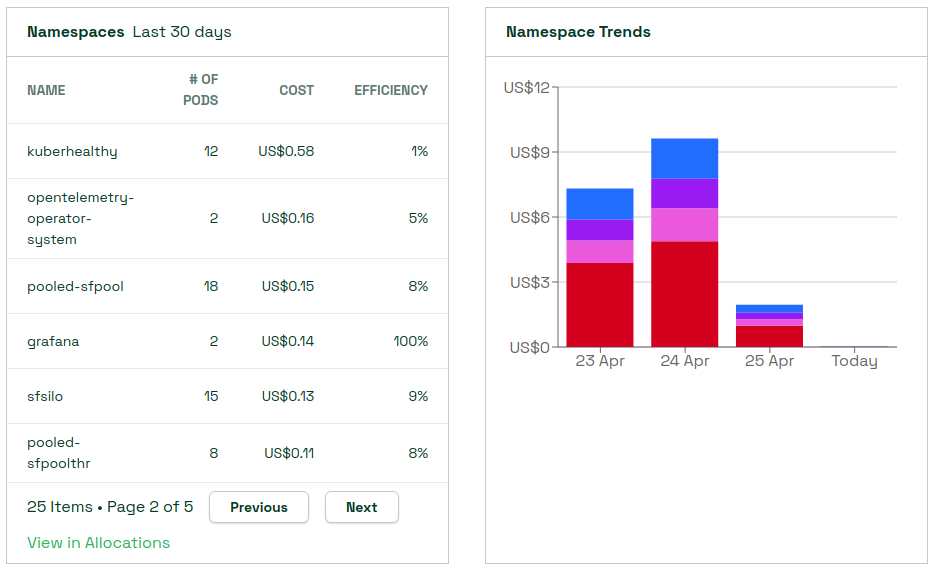 Namespaces Last 30 days
NAME
# OF
PODS
COST
EFFICIENCY
kuberhealthy 12 US$0.58 1%
opentelemetry-
operator-
system
2 US$0.16 5%
pooled-sfpool 18 US$0.15 8%
grafana 2 US$0.14 100%
sfsilo 15 US$0.13 9%
pooled-
sfpoolthr
8 US$0.11 8%
25 Items • Page 2 of 5 Previous Next
View in Allocations
Namespace Trends
US$12
US$9
US$6
US$3
US$0
23 Apr 24 Apr 25 Apr Today